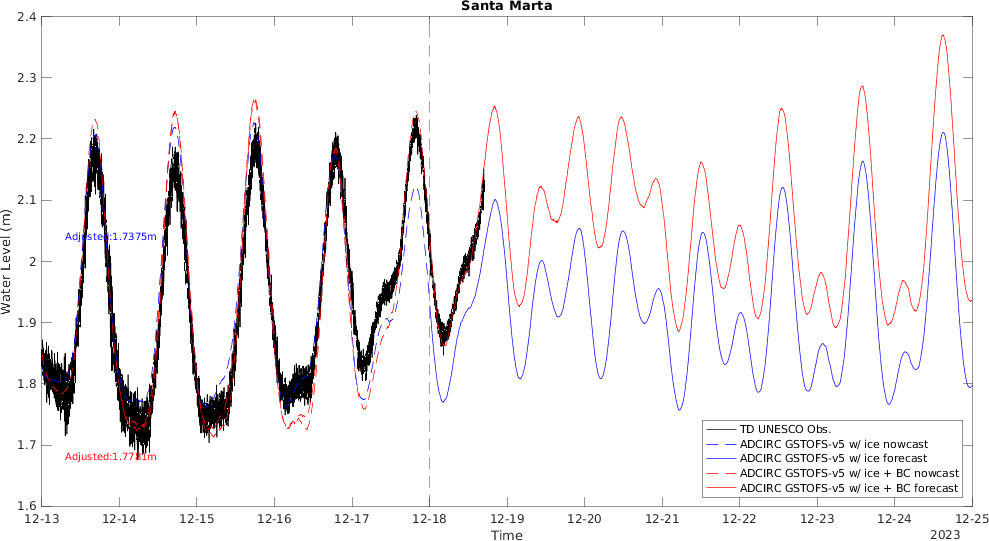 Santa Marta
2.4
2.3
2.2
2.1
2
1.9
1.8
1.7
1.6
Water Level (m)
Adjusted:1.7375m
Adjusted:1.7781m
TD UNESCO Obs.
ADCIRC GSTOFS-v5 w/ ice nowcast
ADCIRC GSTOFS-v5 w/ ice forecast
ADCIRC GSTOFS-v5 w/ ice + BC nowcast
ADCIRC GSTOFS-v5 w/ ice + BC forecast
12-13 12-14 12-15 12-16 12-17 12-18 12-19 12-20 12-21 12-22 12-23 12-24 12-25
Time
2023